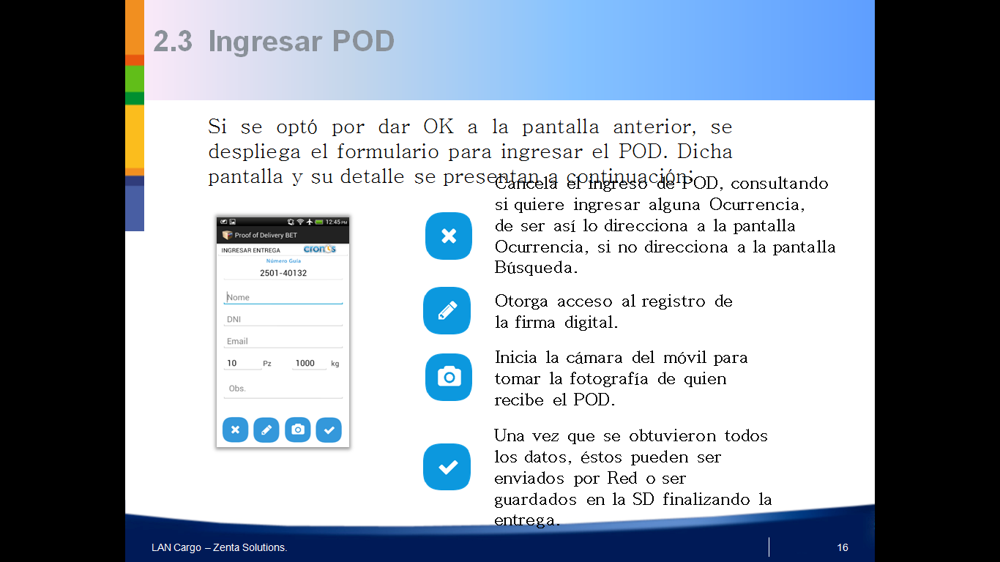 2.3 Ingresar POD
Si se optó por dar OK a la pantalla anterior, se
despliega el formulario para ingresar el POD. Dicha
pantalla y su detalle se presentan a continuación:
12:45 PM
Proof of Delivery BET
INGRESAR ENTREGA
cronos
Número Guía
2501-40132
Nome
DNI
Email
10 Pz 1000 kg
Obs.
Cancela el ingreso de POD, consultando
si quiere ingresar alguna Ocurrencia,
de ser así lo direcciona a la pantalla
Ocurrencia, si no direcciona a la pantalla
Búsqueda.
Otorga acceso al registro de
la firma digital.
Inicia la cámara del móvil para
tomar la fotografía de quien
recibe el POD.
Una vez que se obtuvieron todos
los datos, éstos pueden ser
enviados por Red o ser
guardados en la SD finalizando la
entrega.
LAN Cargo – Zenta Solutions.
16